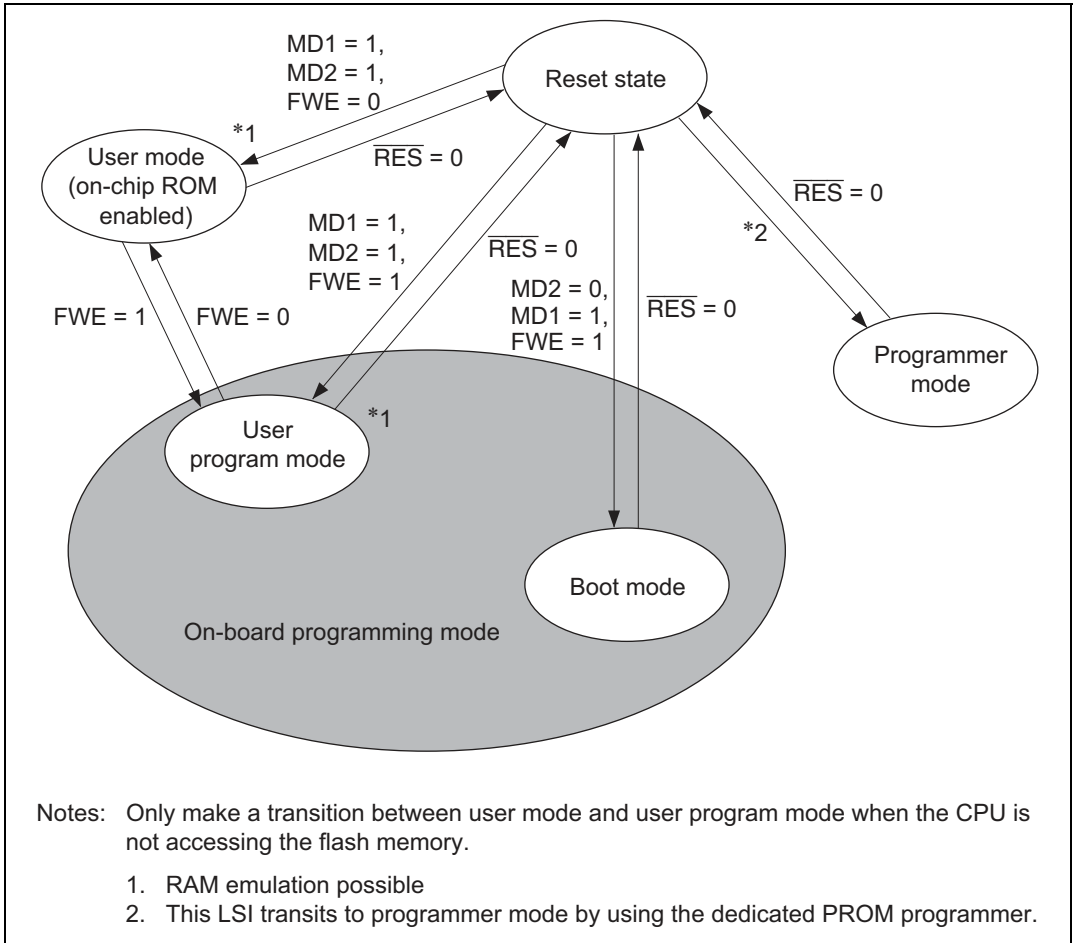 MD1 = 1,
MD2 = 1,
FWE = 0
Reset state
*1
User mode
(on-chip ROM
enabled)
RES = 0
RES = 0
*2
MD1 = 1,
MD2 = 1,
FWE = 1
RES = 0
MD2 = 0,
MD1 = 1,
FWE = 1
RES = 0
FWE = 1
FWE = 0
Programmer
mode
*1
User
program mode
Boot mode
On-board programming mode
Notes: Only make a transition between user mode and user program mode when the CPU is
not accessing the flash memory.
1. RAM emulation possible
2. This LSI transits to programmer mode by using the dedicated PROM programmer.